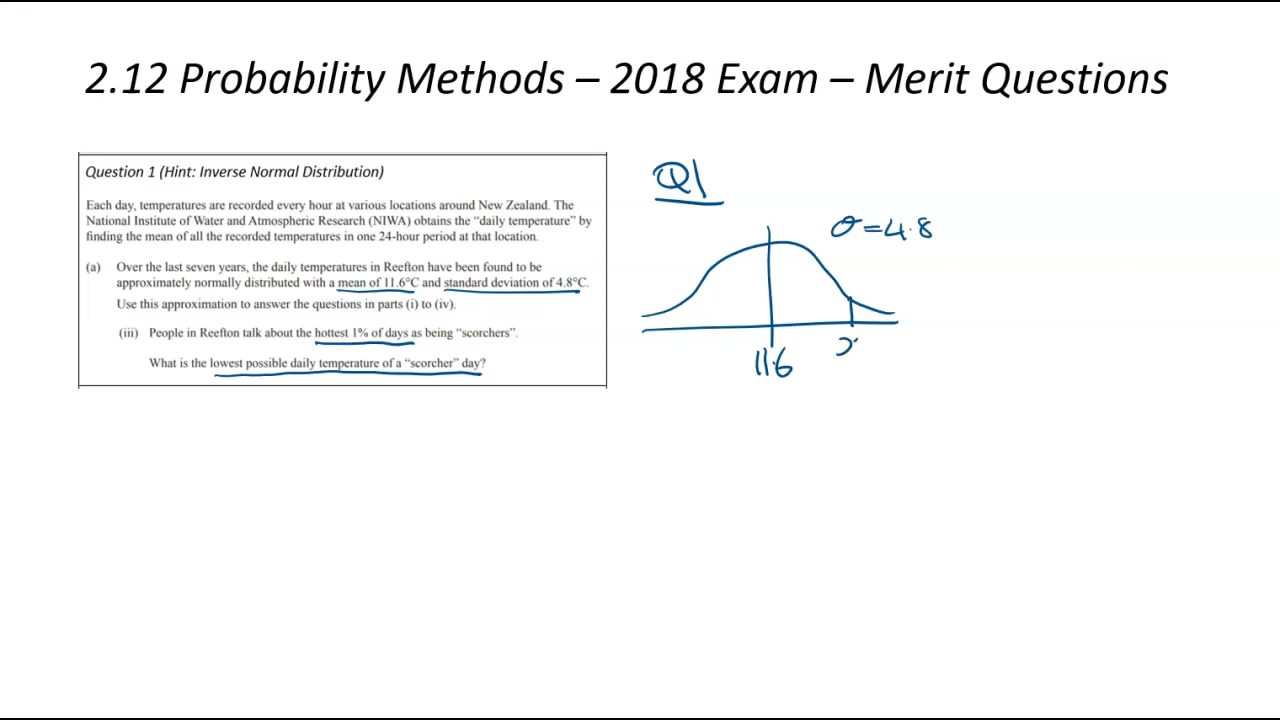 2.12 Probability Methods – 2018 Exam – Merit Questions
Question 1 (Hint: Inverse Normal Distribution)
Each day, temperatures are recorded every hour at various locations around New Zealand. The
National Institute of Water and Atmospheric Research (NIWA) obtains the “daily temperature” by
finding the mean of all the recorded temperatures in one 24-hour period at that location.
(a) Over the last seven years, the daily temperatures in Reefton have been found to be
approximately normally distributed with a mean of 11.6°C and standard deviation of 4.8°C.
Use this approximation to answer the questions in parts (i) to (iv).
(iii) People in Reefton talk about the hottest 1% of days as being “scorchers”.
What is the lowest possible daily temperature of a “scorcher” day?
Q1
σ=4.8
11.6